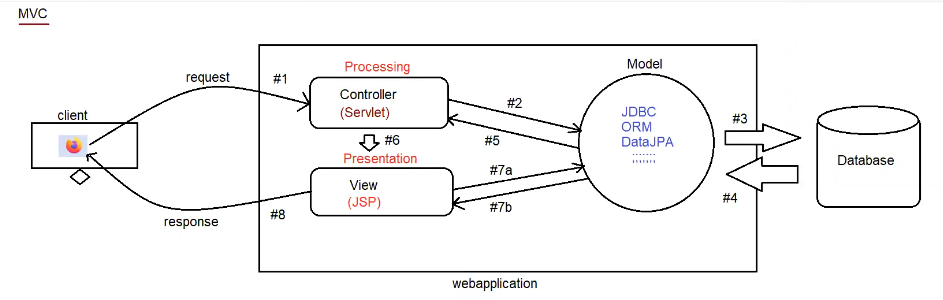 MVC
request
#1
Processing
Controller
(Servlet)
#2
Model
JDBC
ORM
DataJPA
;;;;;;;
#3
client
#6
#5
Presentation
View
(JSP)
#7a
#7b
#4
Database
response
#8
webapplication